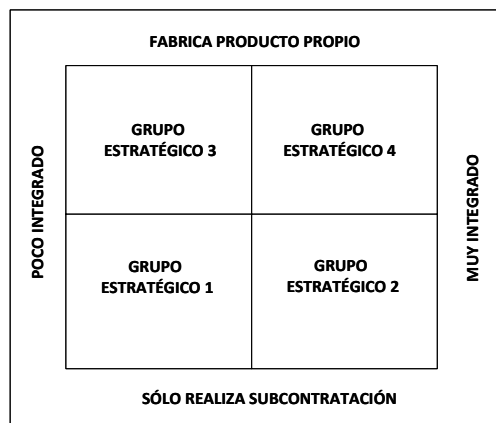 FABRICA PRODUCTO PROPIO
POCO INTEGRADO
GRUPO
ESTRATÉGICO 3
GRUPO
ESTRATÉGICO 4
MUY INTEGRADO
GRUPO
ESTRATÉGICO 1
GRUPO
ESTRATÉGICO 2
SÓLO REALIZA SUBCONTRATACIÓN